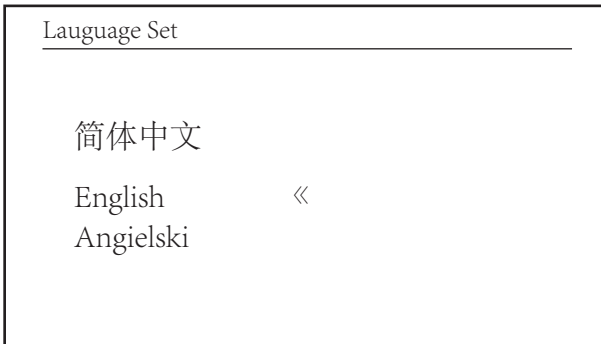 Lauguage Set
简体中文
English 《
Angielski